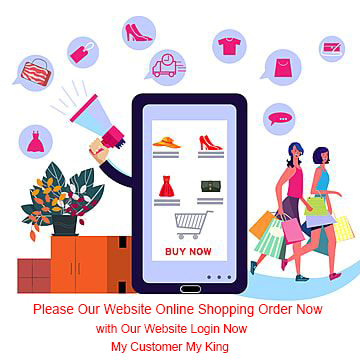 BUY NOW
Please Our Website Online Shopping Order Now
with Our Website Login Now
My Customer My King